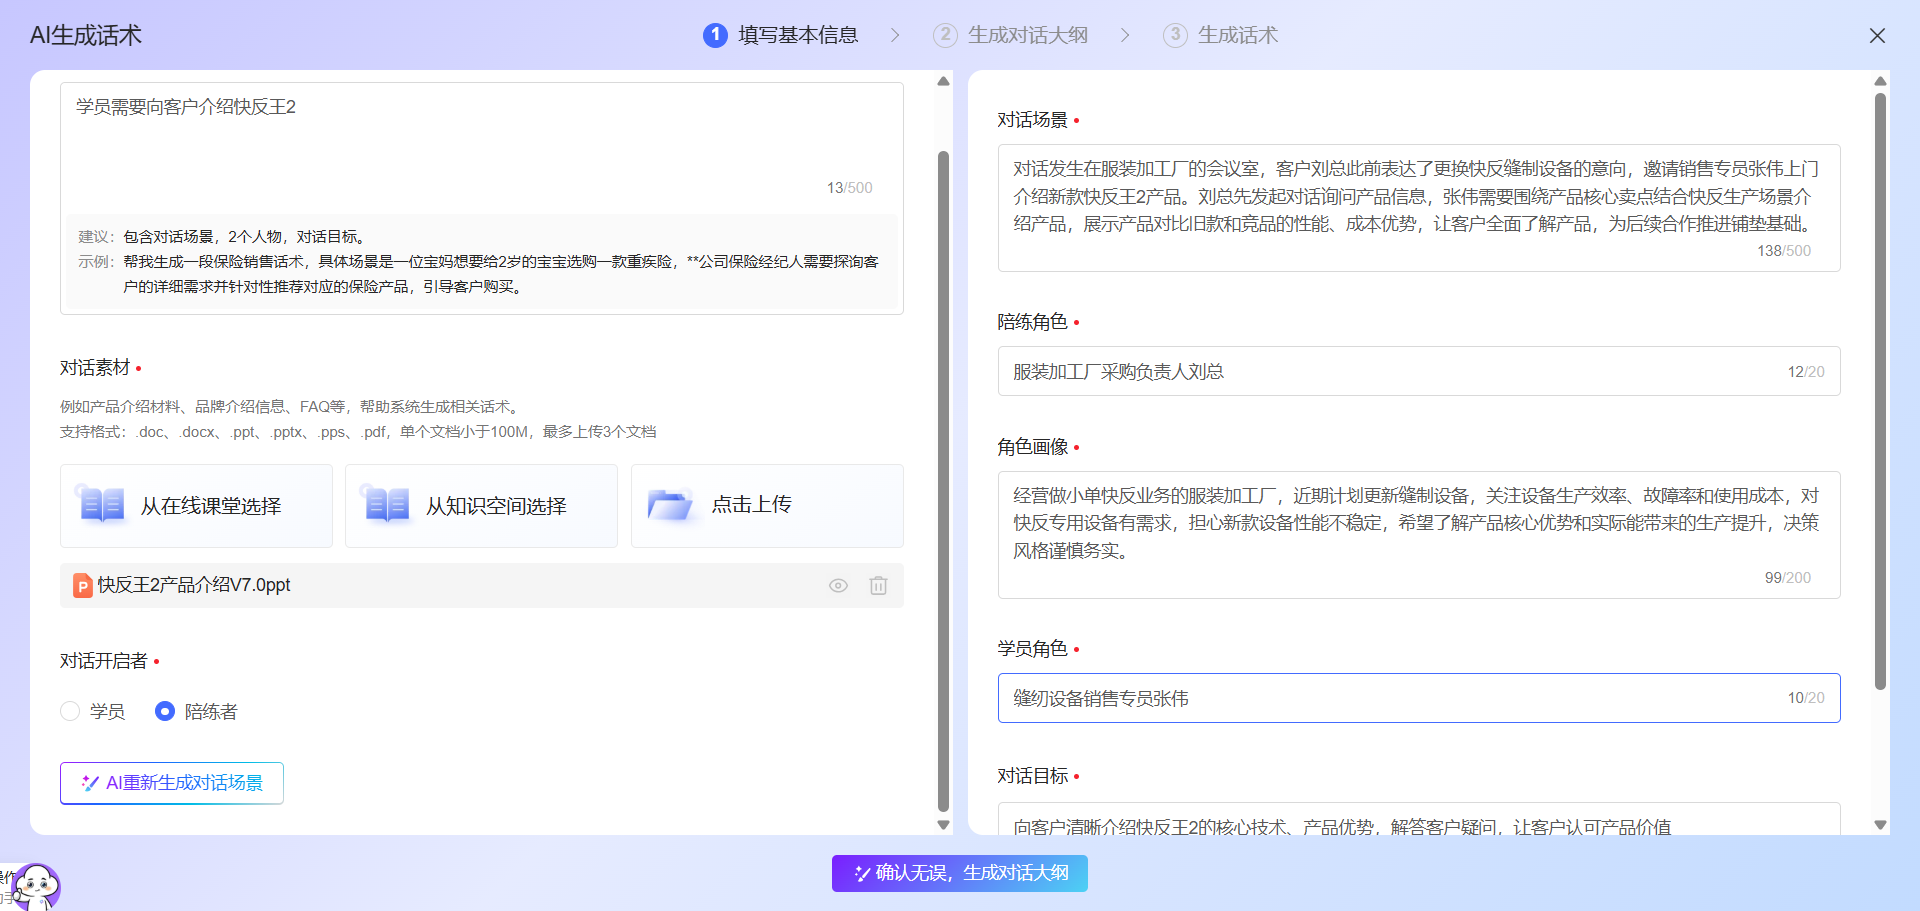 AI生成话术
1 填写基本信息
2 生成对话大纲
3 生成话术
学员需要向客户介绍快反王2
13/500
建议：包含对话场景，2个人物，对话目标。
示例：帮我生成一段保险销售话术，具体场景是一位宝妈想要给2岁的宝宝选购一款重疾险，**公司保险经纪人需要探询客
户的详细需求并针对性推荐对应的保险产品，引导客户购买。
对话素材
例如产品介绍材料、品牌介绍信息、FAQ等，帮助系统生成相关话术。
支持格式：.doc、.docx、.ppt、.pptx、.pps、.pdf，单个文档小于100M，最多上传3个文档
从在线课堂选择
从知识空间选择
点击上传
P 快反王2产品介绍V7.0ppt
对话开启者
学员
陪练者
AI重新生成对话场景
对话场景
对话发生在服装加工厂的会议室，客户刘总此前表达了更换快反缝制设备的意向，邀请销售专员张伟上门
介绍新款快反王2产品。刘总先发起对话询问产品信息，张伟需要围绕产品核心卖点结合快反生产场景介
绍产品，展示产品对比旧款和竞品的性能、成本优势，让客户全面了解产品，为后续合作推进铺垫基础。
138/500
陪练角色
服装加工厂采购负责人刘总
12/20
角色画像
经营做小单快反业务的服装加工厂，近期计划更新缝制设备，关注设备生产效率、故障率和使用成本，对
快反专用设备有需求，担心新款设备性能不稳定，希望了解产品核心优势和实际能带来的生产提升，决策
风格谨慎务实。
99/200
学员角色
缝纫设备销售专员张伟
10/20
对话目标
向客户清晰介绍快反王2的核心技术、产品优势，解答客户疑问，让客户认可产品价值
确认无误，生成对话大纲